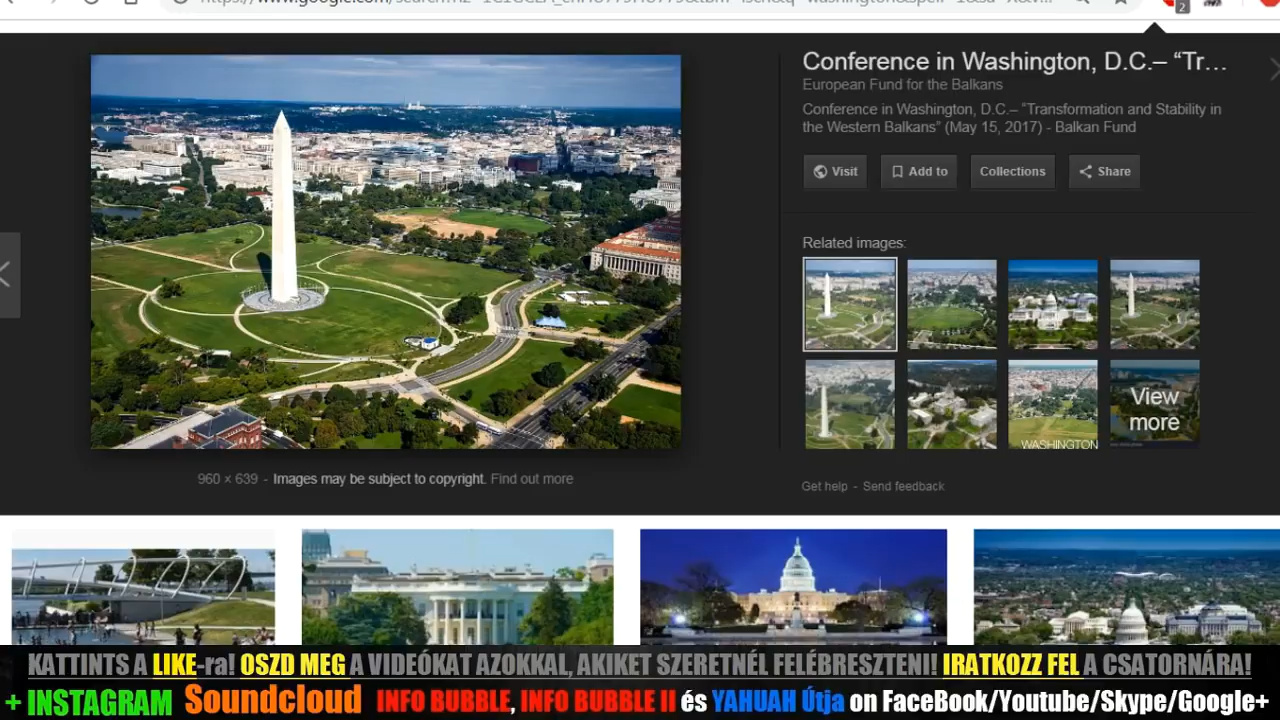 2
Conference in Washington, D.C.– “Tr…
European Fund for the Balkans
Conference in Washington, D.C.– “Transformation and Stability in
the Western Balkans” (May 15, 2017) - Balkan Fund
Visit
Add to
Collections
Share
Related images:
WASHINGTON
View
more
960 × 639 - Images may be subject to copyright. Find out more
Get help - Send feedback
KATTINTS A LIKE-ra! OSZD MEG A VIDEÓKAT AZOKKAL, AKIKET SZERETNÉL FELÉBRESZTENI! IRATKOZZ FEL A CSATORNÁRA!
+ INSTAGRAM Soundcloud INFO BUBBLE, INFO BUBBLE II és YAHUAH Útja on FaceBook/Youtube/Skype/Google+